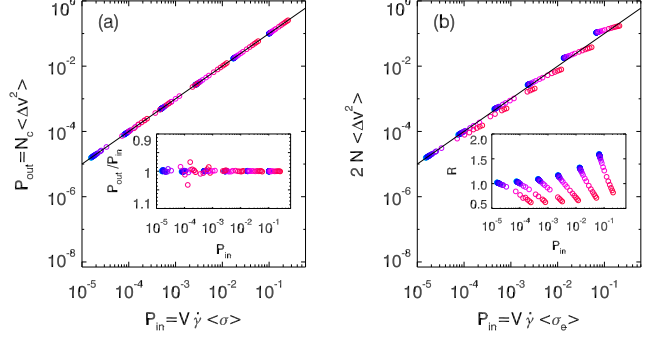 (a)
10⁰
10⁻²
10⁻⁴
10⁻⁶
10⁻⁸
P_out=N_c <Δv²>
10⁻⁵ 10⁻⁴ 10⁻³ 10⁻² 10⁻¹
P_in=V γ̇ <σ>
0.9
1
1.1
P_out/P_in
10⁻⁵ 10⁻⁴ 10⁻³ 10⁻² 10⁻¹
P_in
(b)
10⁰
10⁻²
10⁻⁴
10⁻⁶
10⁻⁸
2 N <Δv²>
10⁻⁵ 10⁻⁴ 10⁻³ 10⁻² 10⁻¹
P_in=V γ̇ <σ_e>
2.0
1.5
1.0
0.5
R
10⁻⁵ 10⁻⁴ 10⁻³ 10⁻² 10⁻¹
P_in